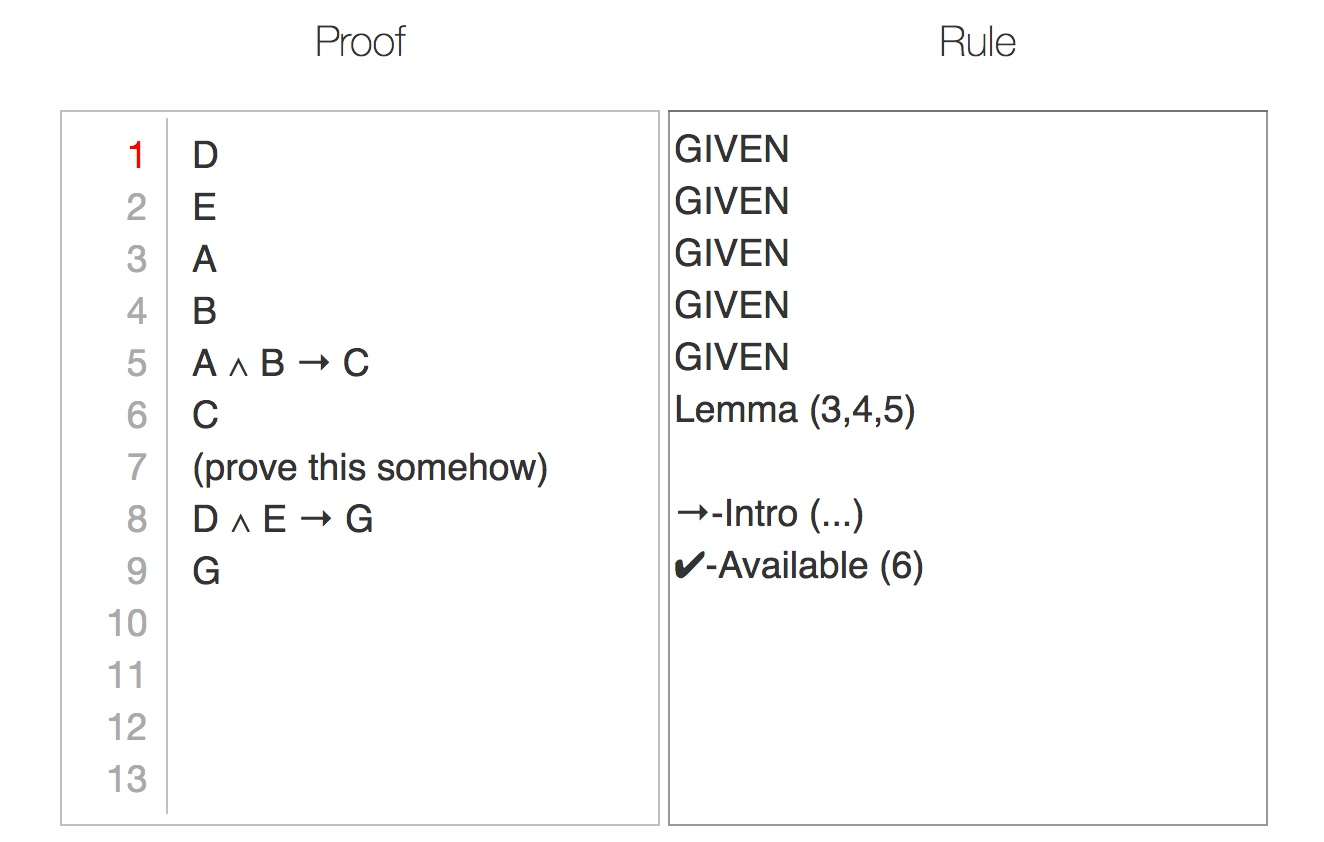 Proof Rule
1 D GIVEN
2 E GIVEN
3 A GIVEN
4 B GIVEN
5 A ∧ B → C GIVEN
6 C Lemma (3,4,5)
7 (prove this somehow)
8 D ∧ E → G →-Intro (...)
9 G ✔-Available (6)
10
11
12
13